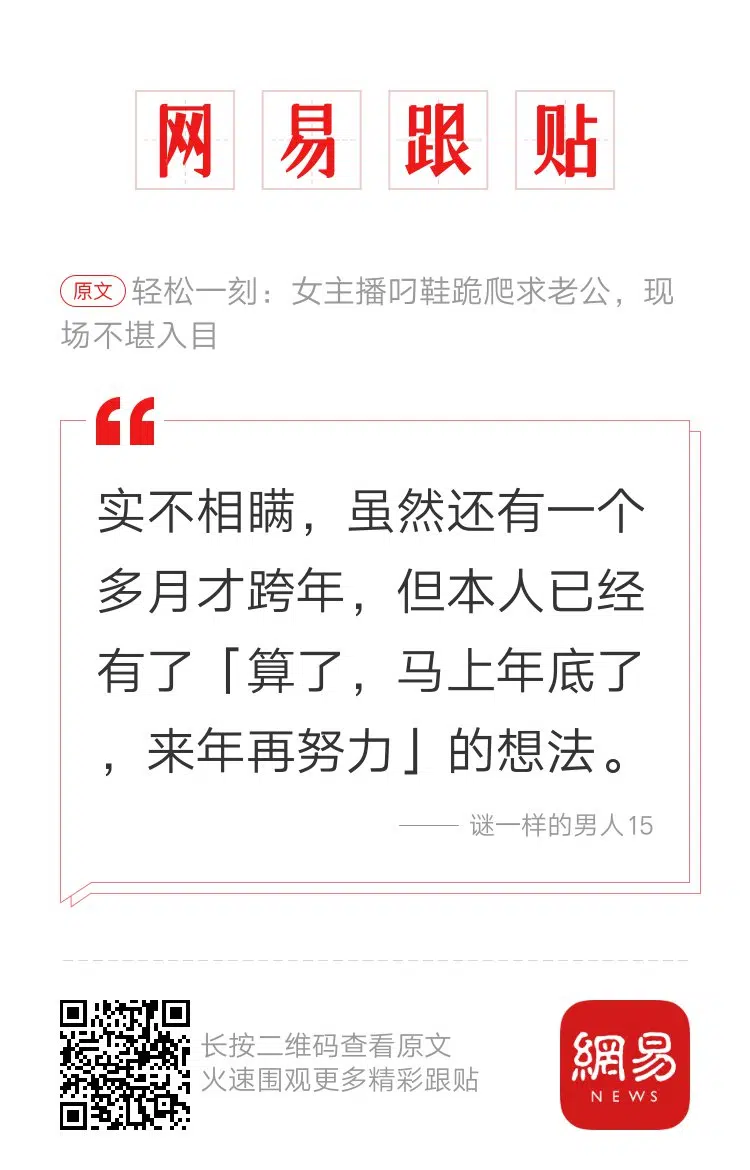 网易跟贴
原文 轻松一刻：女主播叼鞋跪爬求老公，现
场不堪入目
实不相瞒，虽然还有一个
多月才跨年，但本人已经
有了「算了，马上年底了
，来年再努力」的想法。
—— 谜一样的男人15
长按二维码查看原文
火速围观更多精彩跟贴
網易
NEWS